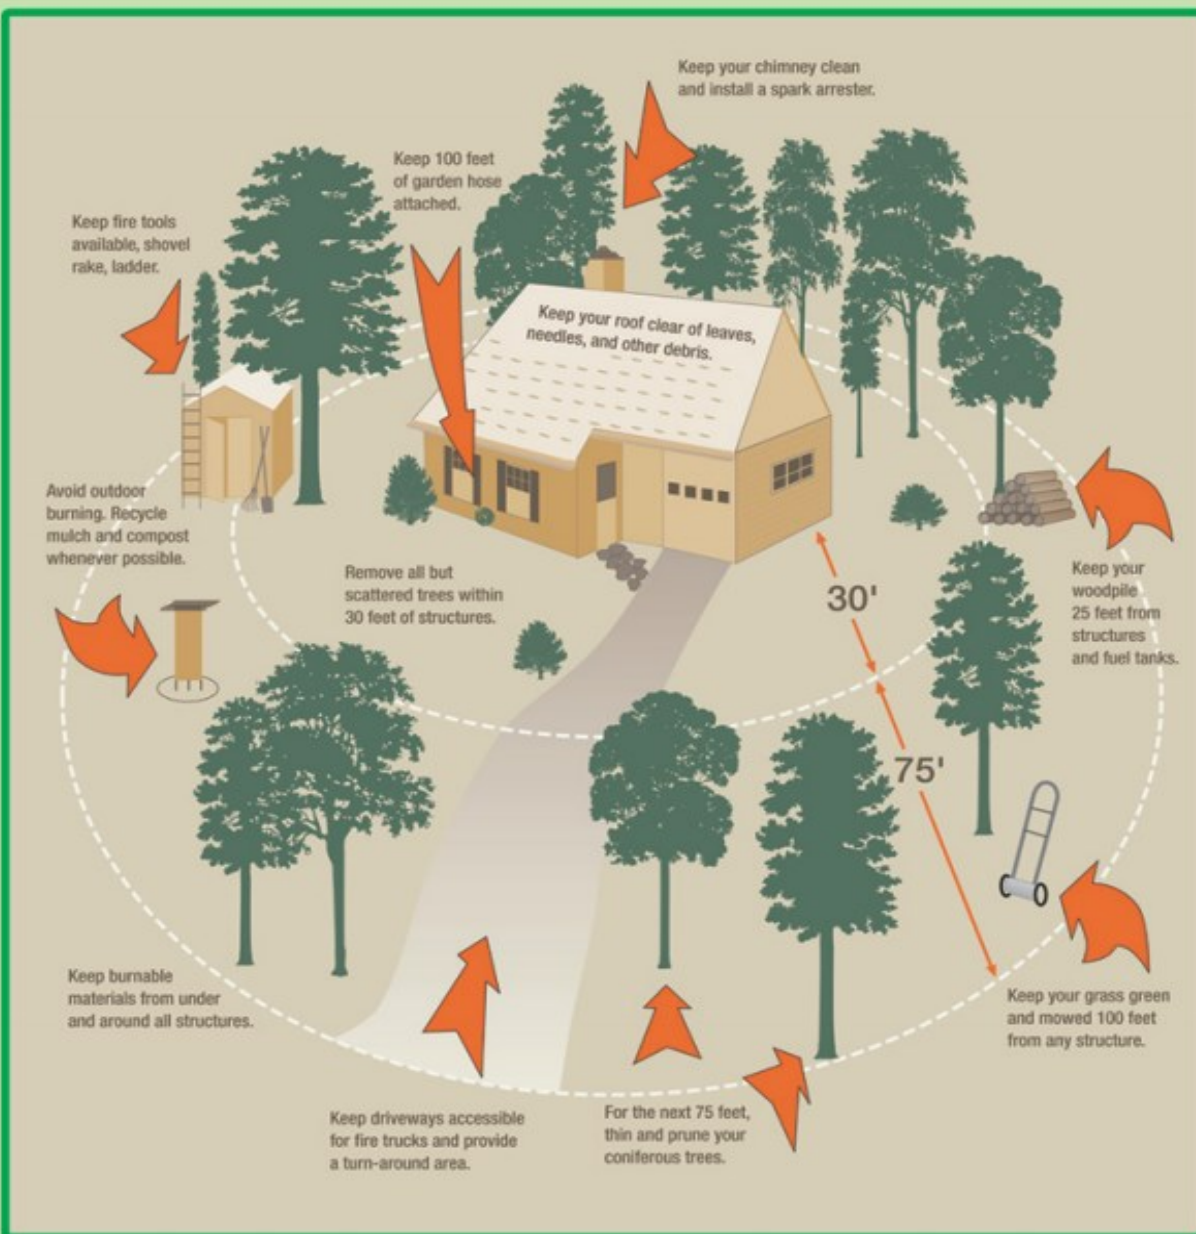 Keep your chimney clean
and install a spark arrester.
Keep 100 feet
of garden hose
attached.
Keep fire tools
available, shovel
rake, ladder.
Keep your roof clear of leaves,
needles, and other debris.
Avoid outdoor
burning. Recycle
mulch and compost
whenever possible.
Remove all but
scattered trees within
30 feet of structures.
30'
Keep your
woodpile
25 feet from
structures
and fuel tanks.
75'
Keep burnable
materials from under
and around all structures.
Keep your grass green
and mowed 100 feet
from any structure.
Keep driveways accessible
for fire trucks and provide
a turn-around area.
For the next 75 feet,
thin and prune your
coniferous trees.